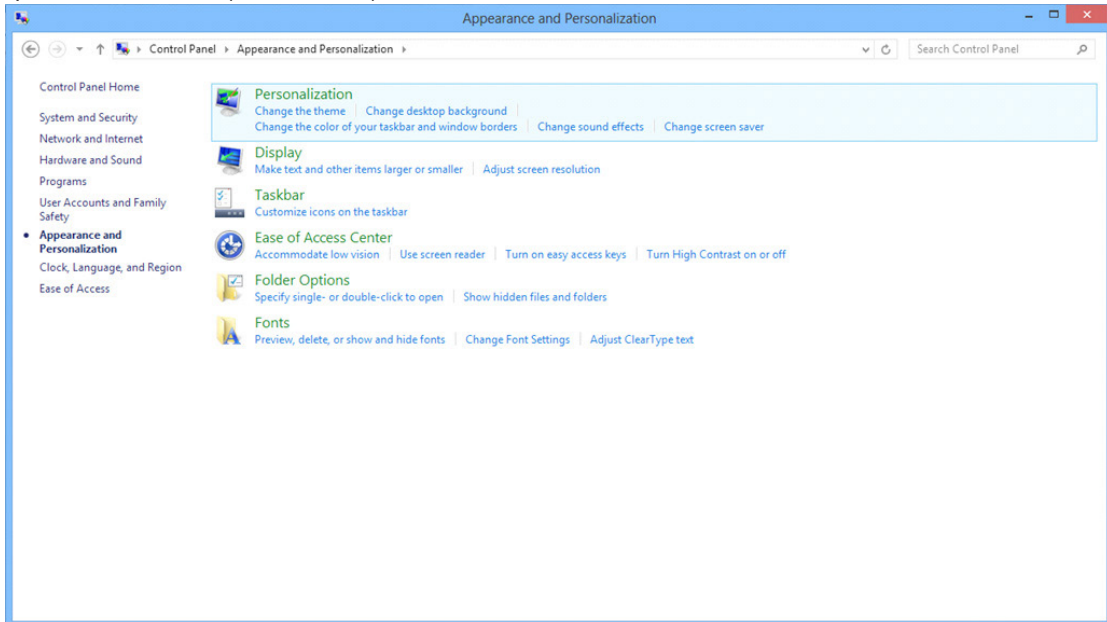 Appearance and Personalization
Control Panel Appearance and Personalization
Search Control Panel
Control Panel Home
System and Security
Network and Internet
Hardware and Sound
Programs
User Accounts and Family
Safety
Appearance and
Personalization
Clock, Language, and Region
Ease of Access
Personalization
Change the theme Change desktop background
Change the color of your taskbar and window borders Change sound effects Change screen saver
Display
Make text and other items larger or smaller Adjust screen resolution
Taskbar
Customize icons on the taskbar
Ease of Access Center
Accommodate low vision Use screen reader Turn on easy access keys Turn High Contrast on or off
Folder Options
Specify single- or double-click to open Show hidden files and folders
Fonts
Preview, delete, or show and hide fonts Change Font Settings Adjust ClearType text